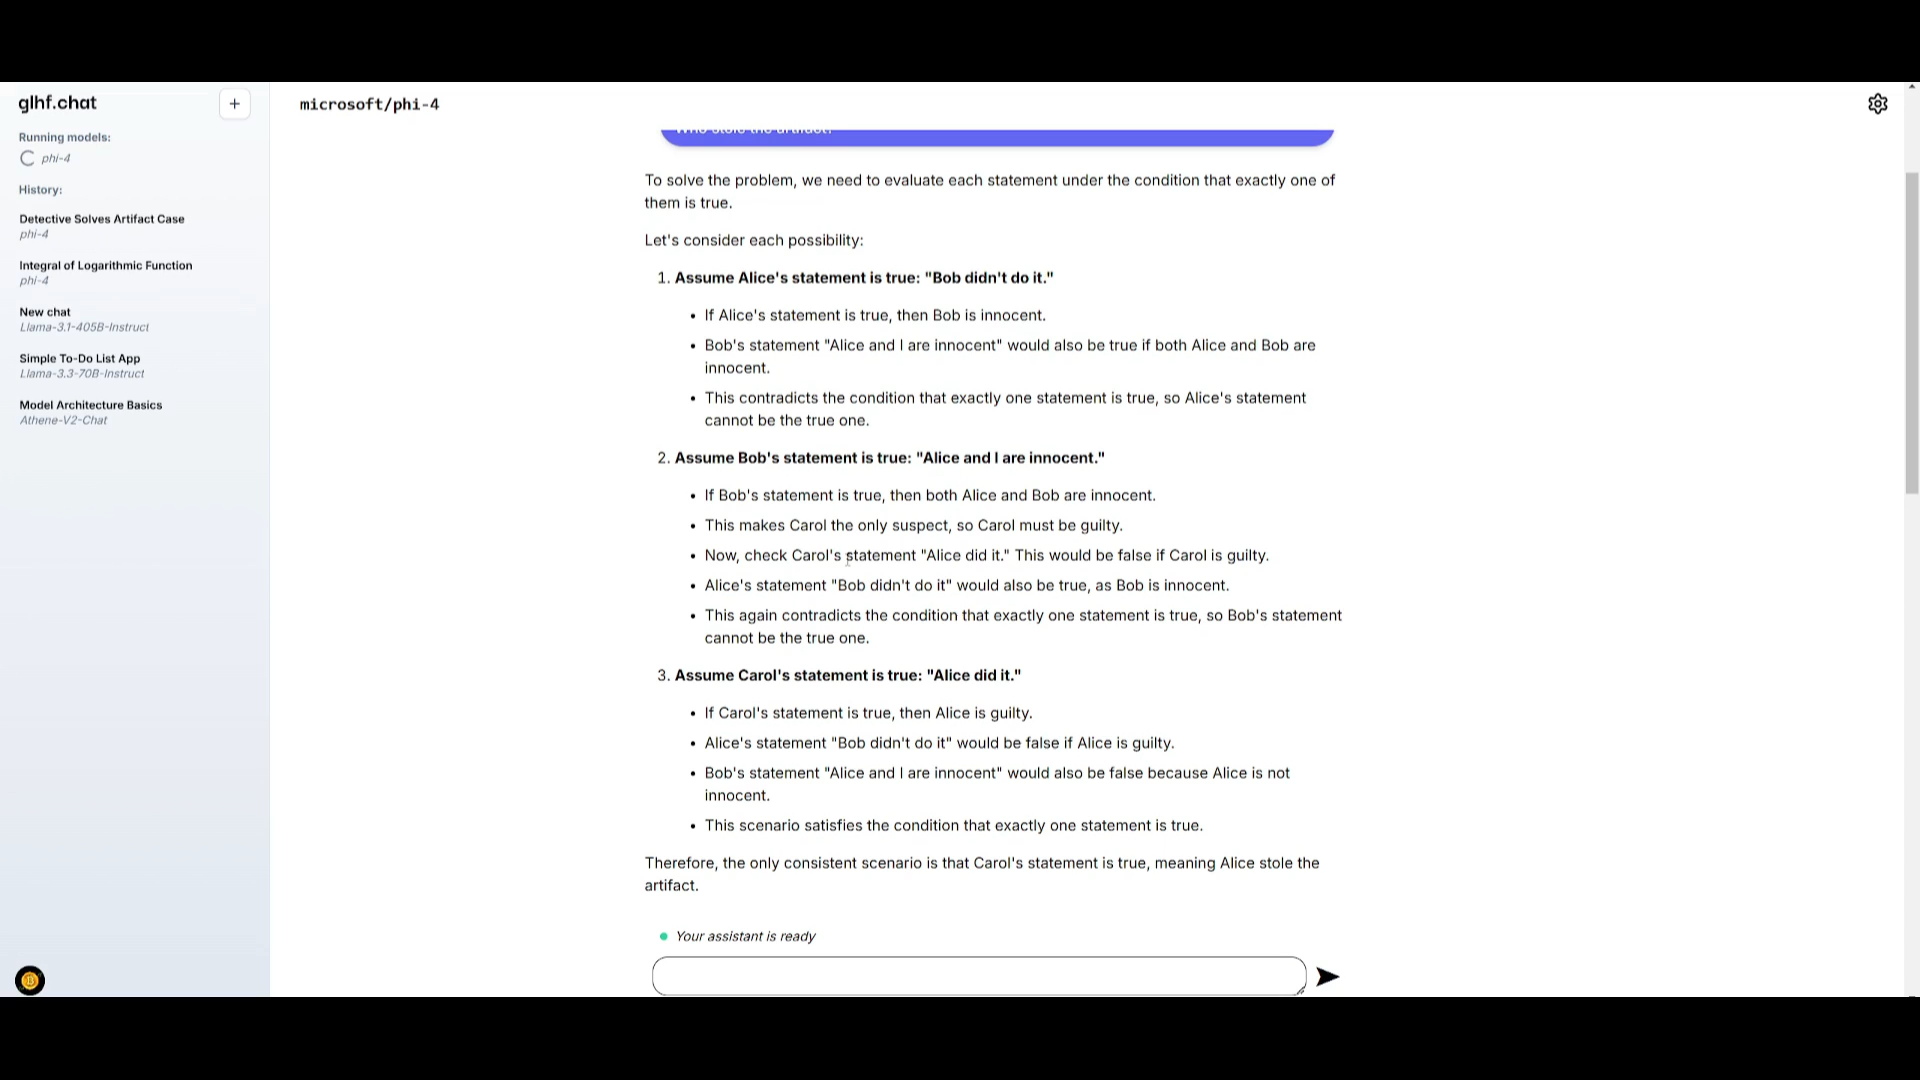 glhf.chat
+
microsoft/phi-4
Running models:
phi-4
History:
Detective Solves Artifact Case
phi-4
Integral of Logarithmic Function
phi-4
New chat
Llama-3.1-405B-Instruct
Simple To-Do List App
Llama-3.3-70B-Instruct
Model Architecture Basics
Athene-V2-Chat
Who stole the artifact?
To solve the problem, we need to evaluate each statement under the condition that exactly one of
them is true.
Let's consider each possibility:
1. Assume Alice's statement is true: "Bob didn't do it."
• If Alice's statement is true, then Bob is innocent.
• Bob's statement "Alice and I are innocent" would also be true if both Alice and Bob are
innocent.
• This contradicts the condition that exactly one statement is true, so Alice's statement
cannot be the true one.
2. Assume Bob's statement is true: "Alice and I are innocent."
• If Bob's statement is true, then both Alice and Bob are innocent.
• This makes Carol the only suspect, so Carol must be guilty.
• Now, check Carol's statement "Alice did it." This would be false if Carol is guilty.
• Alice's statement "Bob didn't do it" would also be true, as Bob is innocent.
• This again contradicts the condition that exactly one statement is true, so Bob's statement
cannot be the true one.
3. Assume Carol's statement is true: "Alice did it."
• If Carol's statement is true, then Alice is guilty.
• Alice's statement "Bob didn't do it" would be false if Alice is guilty.
• Bob's statement "Alice and I are innocent" would also be false because Alice is not
innocent.
• This scenario satisfies the condition that exactly one statement is true.
Therefore, the only consistent scenario is that Carol's statement is true, meaning Alice stole the
artifact.
Your assistant is ready